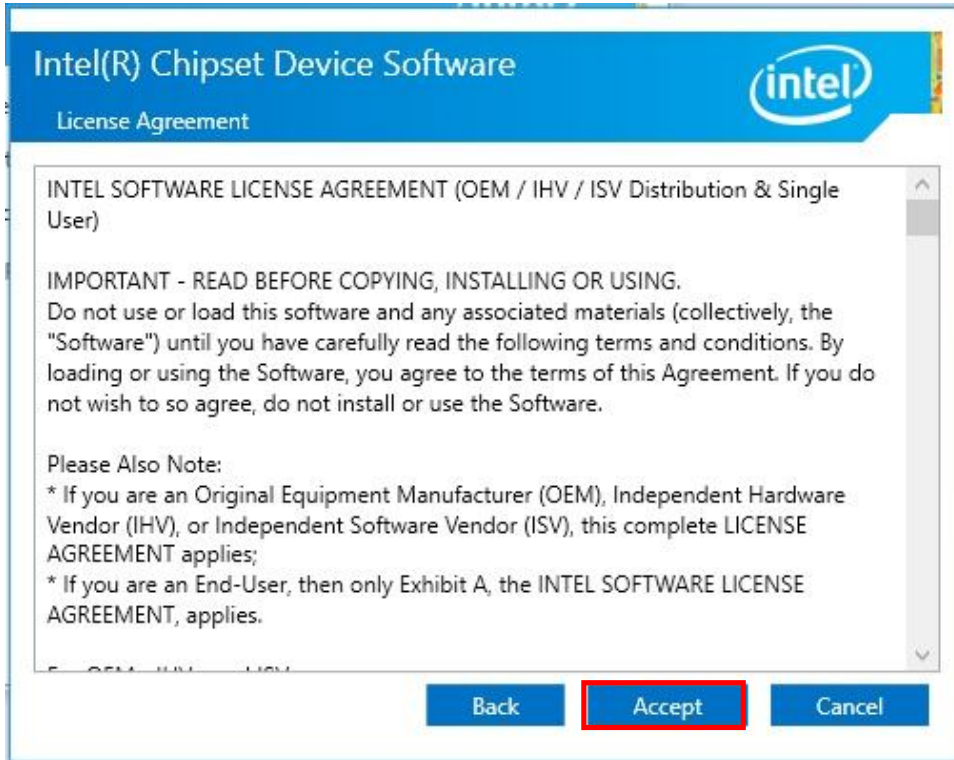 Intel(R) Chipset Device Software
intel
License Agreement
INTEL SOFTWARE LICENSE AGREEMENT (OEM / IHV / ISV Distribution & Single
User)
IMPORTANT - READ BEFORE COPYING, INSTALLING OR USING.
Do not use or load this software and any associated materials (collectively, the
"Software") until you have carefully read the following terms and conditions. By
loading or using the Software, you agree to the terms of this Agreement. If you do
not wish to so agree, do not install or use the Software.
Please Also Note:
* If you are an Original Equipment Manufacturer (OEM), Independent Hardware
Vendor (IHV), or Independent Software Vendor (ISV), this complete LICENSE
AGREEMENT applies;
* If you are an End-User, then only Exhibit A, the INTEL SOFTWARE LICENSE
AGREEMENT, applies.
Back
Accept
Cancel